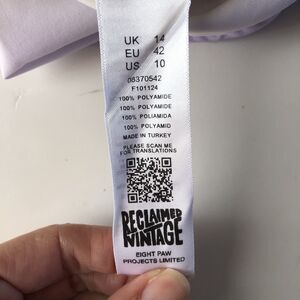 UK 14
EU 42
US 10
06370542
F101124
100% POLYAMIDE
100% POLYAMIDE
100% POLIAMIDA
100% POLYAMID
MADE IN TURKEY
PLEASE SCAN ME
FOR TRANSLATIONS
RECLAIMED
VINTAGE
EIGHT PAW
PROJECTS LIMITED